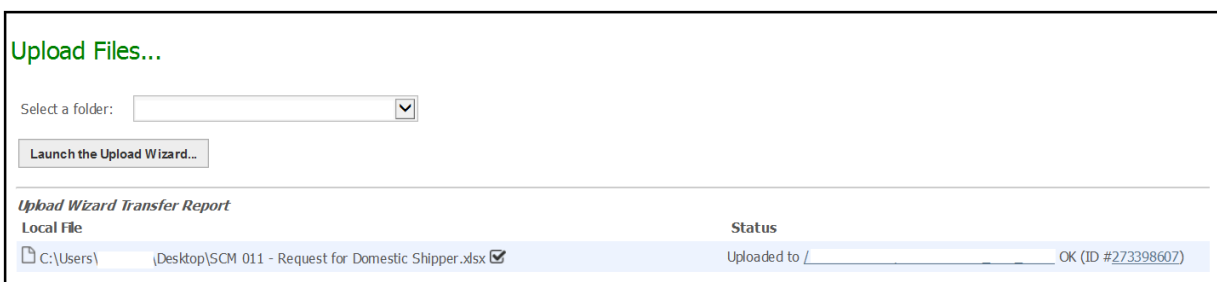 Upload Files...
Select a folder:
Launch the Upload Wizard...
Upload Wizard Transfer Report
Local File Status
C:\Users\ \Desktop\SCM 011 - Request for Domestic Shipper.xlsx Uploaded to / OK (ID #273398607)